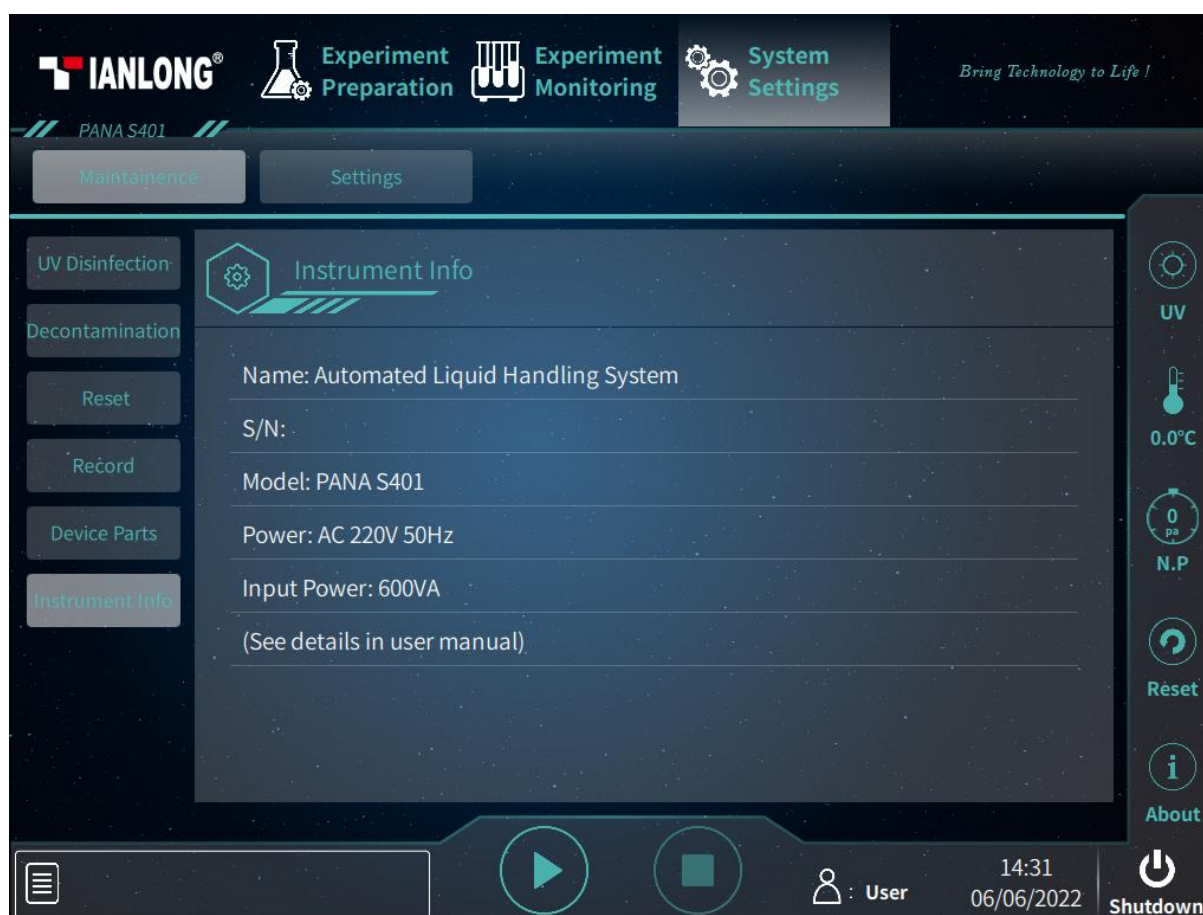 TIANLONG®
Experiment
Preparation
Experiment
Monitoring
System
Settings
Bring Technology to Life !
PANA S401
Maintainence
Settings
UV Disinfection
Decontamination
Reset
Record
Device Parts
Instrument Info
Instrument Info
Name: Automated Liquid Handling System
S/N:
Model: PANA S401
Power: AC 220V 50Hz
Input Power: 600VA
(See details in user manual)
UV
0.0°C
0
pa
N.P
Reset
i
About
: User
14:31
06/06/2022
Shutdown